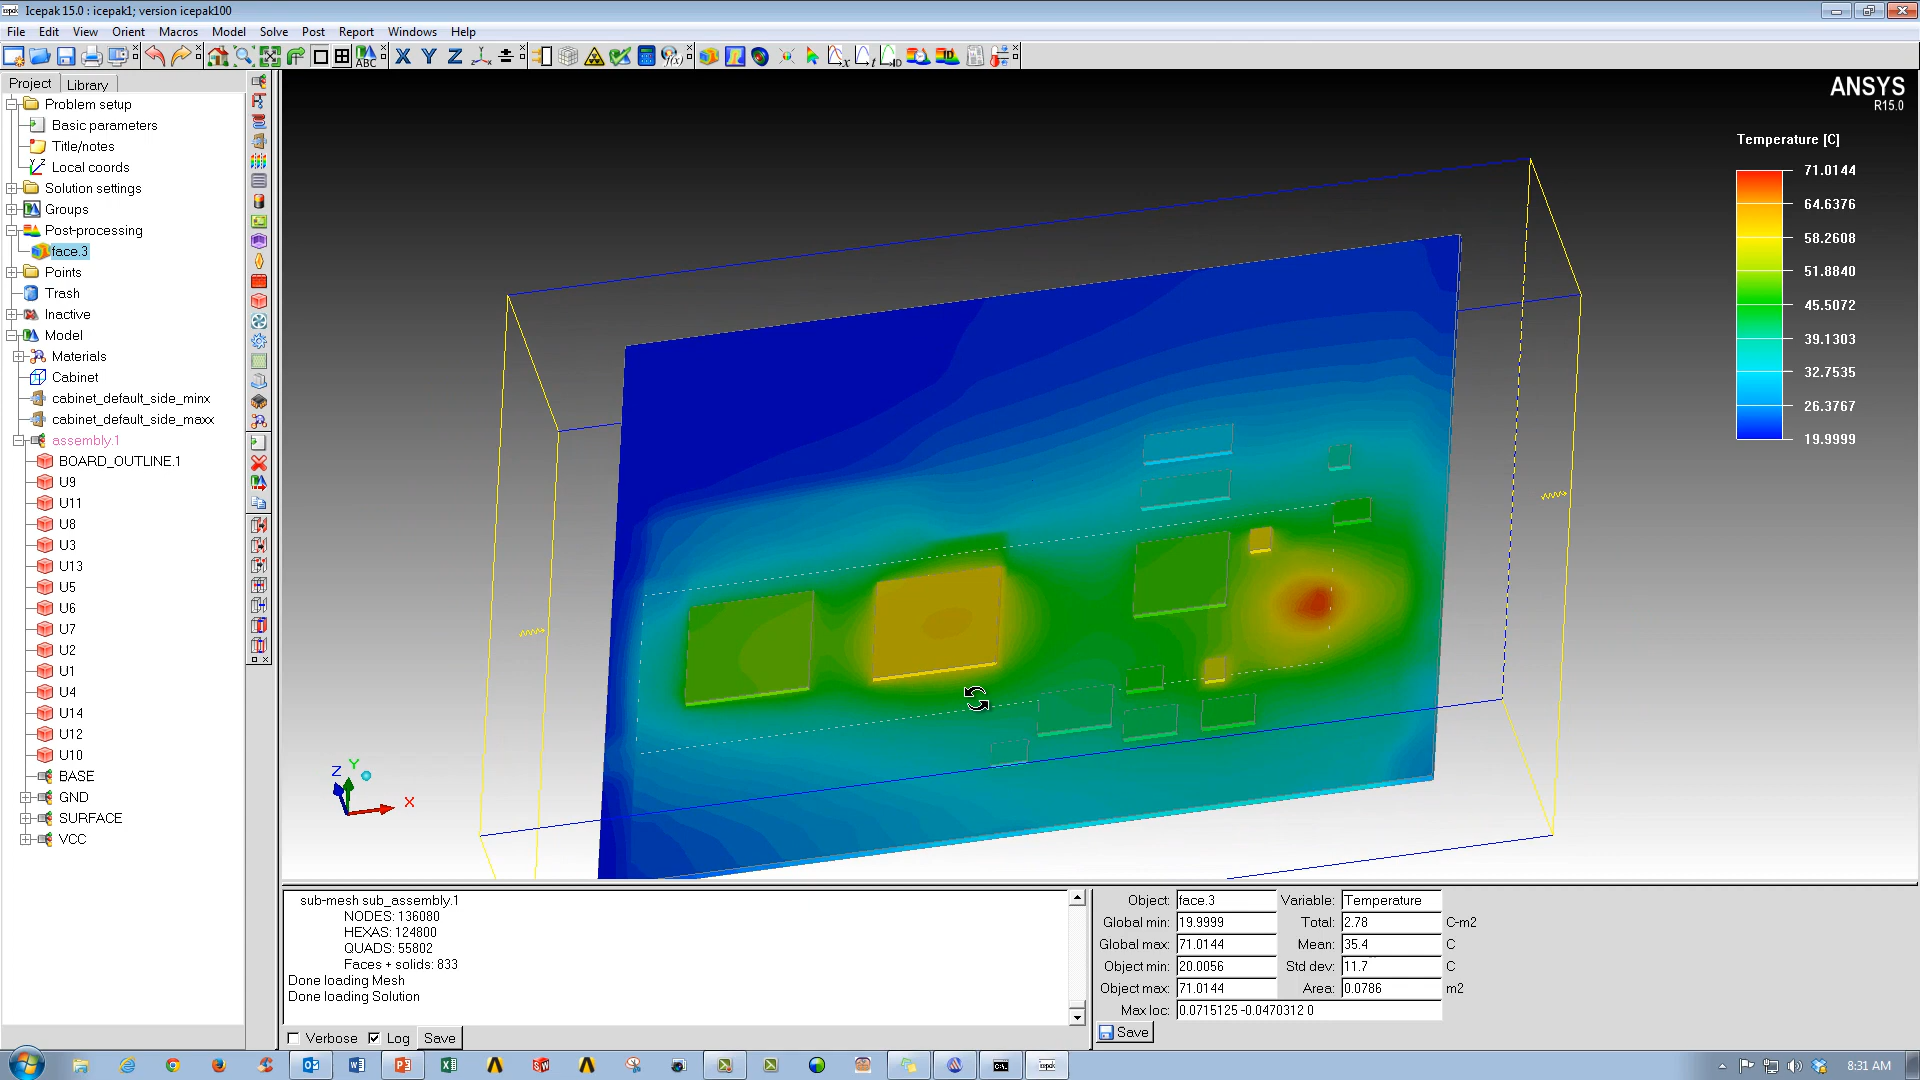 Icepak 15.0 : icepak1; version icepak100
File Edit View Orient Macros Model Solve Post Report Windows Help
ABC X Y Z
Project Library
Problem setup
Basic parameters
Title/notes
Local coords
Solution settings
Groups
Post-processing
face.3
Points
Trash
Inactive
Model
Materials
Cabinet
cabinet_default_side_minx
cabinet_default_side_maxx
assembly.1
BOARD_OUTLINE.1
U9
U11
U8
U3
U13
U5
U6
U7
U2
U1
U4
U14
U12
U10
BASE
GND
SURFACE
VCC
ANSYS
R15.0
Temperature [C]
71.0144
64.6376
58.2608
51.8840
45.5072
39.1303
32.7535
26.3767
19.9999
Z Y X
sub-mesh sub_assembly.1
NODES: 136080
HEXAS: 124800
QUADS: 55802
Faces + solids: 833
Done loading Mesh
Done loading Solution
Verbose Log Save
Object: face.3 Variable: Temperature
Global min: 19.9999 Total: 2.78 C-m2
Global max: 71.0144 Mean: 35.4 C
Object min: 20.0056 Std dev: 11.7 C
Object max: 71.0144 Area: 0.0786 m2
Max loc: 0.0715125 -0.0470312 0
Save
8:31 AM